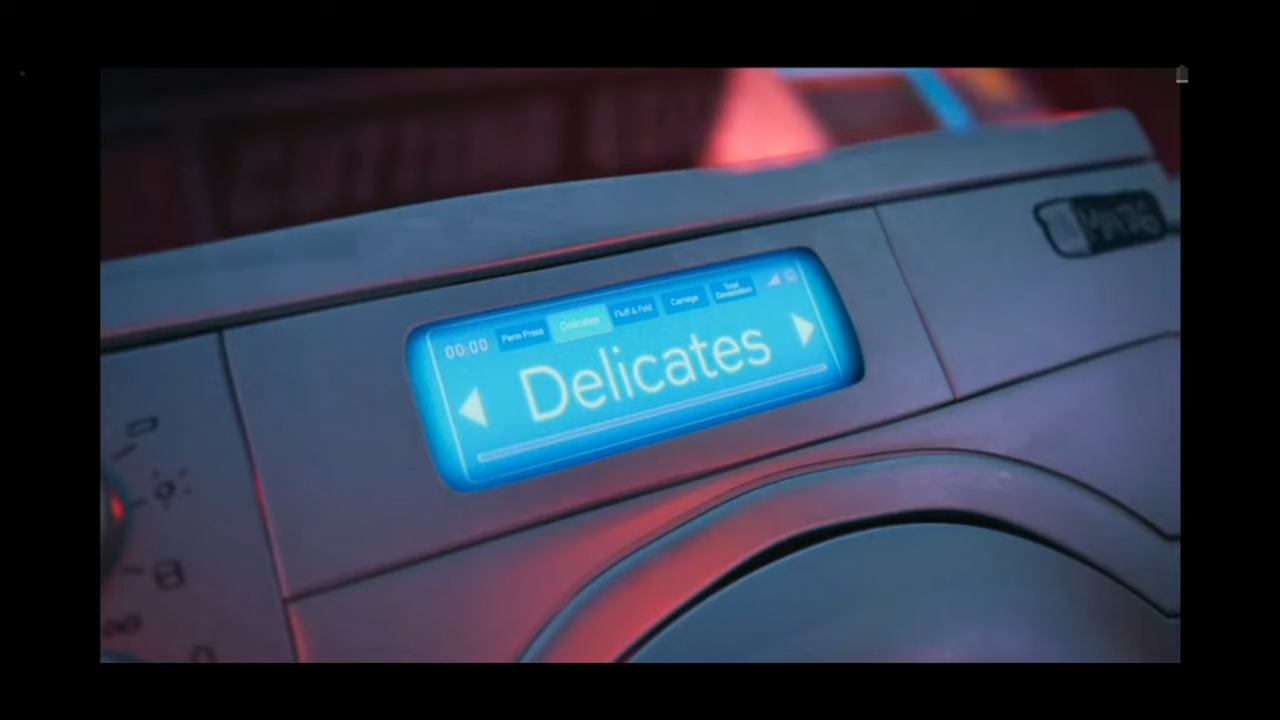 00:00
Perm Press
Delicates
Fluff & Fold
Carnage
Total
Devastation
Delicates